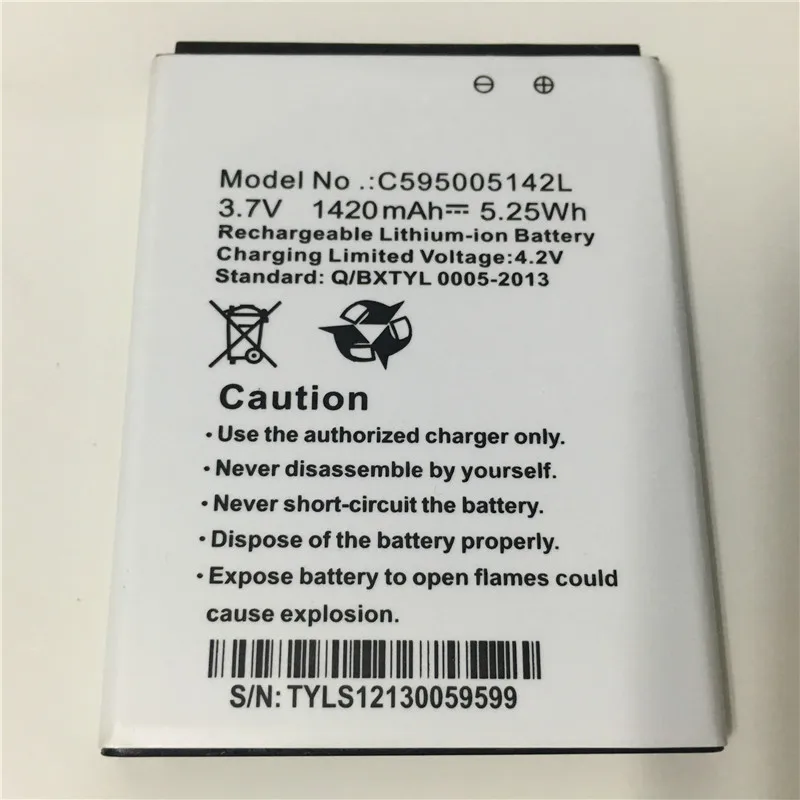 ⊖ ⊕
Model No .:C595005142L
3.7V 1420mAh⎓ 5.25Wh
Rechargeable Lithium-ion Battery
Charging Limited Voltage:4.2V
Standard: Q/BXTYL 0005-2013
Caution
·Use the authorized charger only.
·Never disassemble by yourself.
·Never short-circuit the battery.
·Dispose of the battery properly.
·Expose battery to open flames could
cause explosion.
S/N: TYLS12130059599